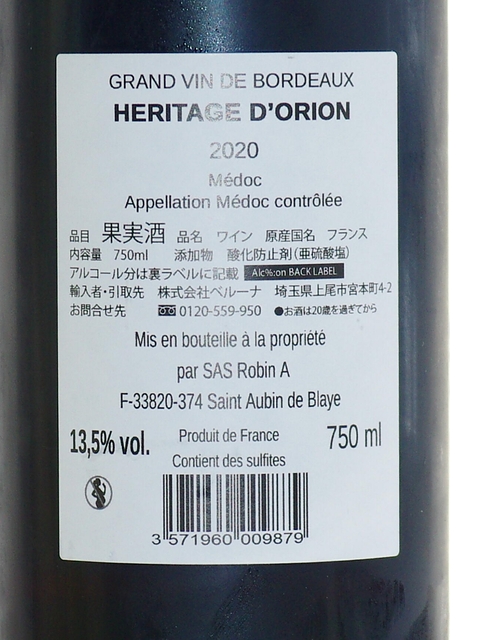 GRAND VIN DE BORDEAUX
HERITAGE D'ORION
2020
Médoc
Appellation Médoc contrôlée
品目 果実酒 品名 ワイン 原産国名 フランス
内容量 750ml 添加物 酸化防止剤(亜硫酸塩)
アルコール分は裏ラベルに記載 Alc%:on BACK LABEL
輸入者・引取先 株式会社ベルーナ 埼玉県上尾市宮本町4-2
お問合せ先 0120-559-950 ●お酒は20歳を過ぎてから
Mis en bouteille à la propriété
par SAS Robin A
F-33820-374 Saint Aubin de Blaye
13,5% vol. Produit de France 750 ml
Contient des sulfites
3 571960 009879